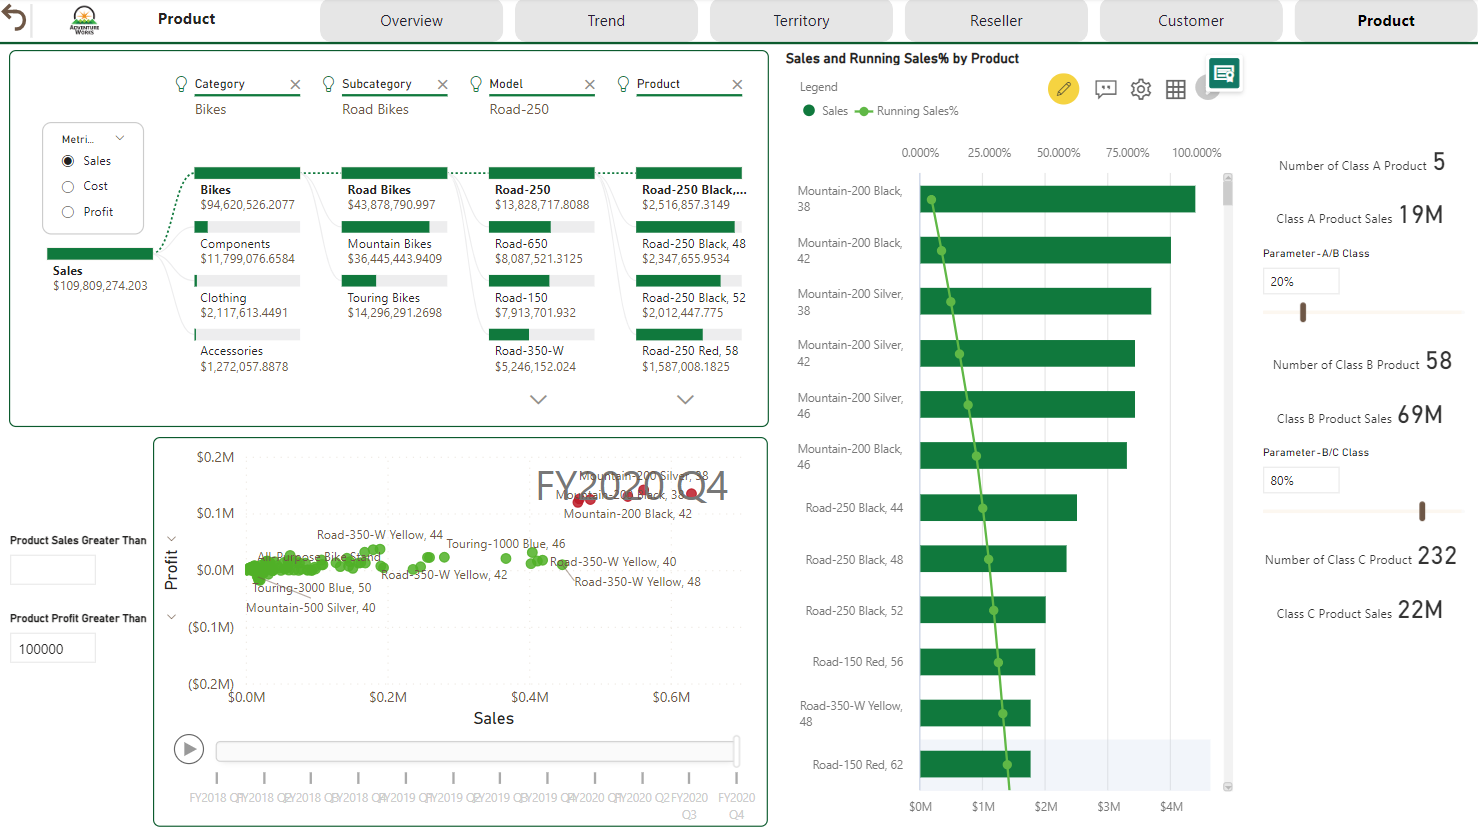 ADVENTURE
WORKS
Product
Overview
Trend
Territory
Reseller
Customer
Product
Category
Bikes
Subcategory
Road Bikes
Model
Road-250
Product
Metri...
Sales
Cost
Profit
Sales
$109,809,274.203
Bikes
$94,620,526.2077
Components
$11,799,076.6584
Clothing
$2,117,613.4491
Accessories
$1,272,057.8878
Road Bikes
$43,878,790.997
Mountain Bikes
$36,445,443.9409
Touring Bikes
$14,296,291.2698
Road-250
$13,828,717.8088
Road-650
$8,087,521.3125
Road-150
$7,913,701.932
Road-350-W
$5,246,152.024
Road-250 Black,...
$2,516,857.3149
Road-250 Black, 48
$2,347,655.9534
Road-250 Black, 52
$2,012,447.775
Road-250 Red, 58
$1,587,008.1825
Product Sales Greater Than
Product Profit Greater Than
100000
Profit
$0.2M
$0.1M
$0.0M
($0.1M)
($0.2M)
FY2020 Q4
Mountain-200 Silver, 38
Mountain-200 Black, 38
Mountain-200 Black, 42
Road-350-W Yellow, 44
Touring-1000 Blue, 46
All-Purpose Bike Stand
Road-350-W Yellow, 40
Road-350-W Yellow, 42
Road-350-W Yellow, 48
Touring-3000 Blue, 50
Mountain-500 Silver, 40
$0.0M
$0.2M
$0.4M
$0.6M
Sales
FY2018 Q1
FY2018 Q2
FY2018 Q3
FY2018 Q4
FY2019 Q1
FY2019 Q2
FY2019 Q3
FY2019 Q4
FY2020 Q1
FY2020 Q2
FY2020
Q3
FY2020
Q4
Sales and Running Sales% by Product
Legend
Sales
Running Sales%
0.000%
25.000%
50.000%
75.000%
100.000%
Mountain-200 Black,
38
Mountain-200 Black,
42
Mountain-200 Silver,
38
Mountain-200 Silver,
42
Mountain-200 Silver,
46
Mountain-200 Black,
46
Road-250 Black, 44
Road-250 Black, 48
Road-250 Black, 52
Road-150 Red, 56
Road-350-W Yellow,
48
Road-150 Red, 62
$0M
$1M
$2M
$3M
$4M
Number of Class A Product 5
Class A Product Sales 19M
Parameter-A/B Class
20%
Number of Class B Product 58
Class B Product Sales 69M
Parameter-B/C Class
80%
Number of Class C Product 232
Class C Product Sales 22M